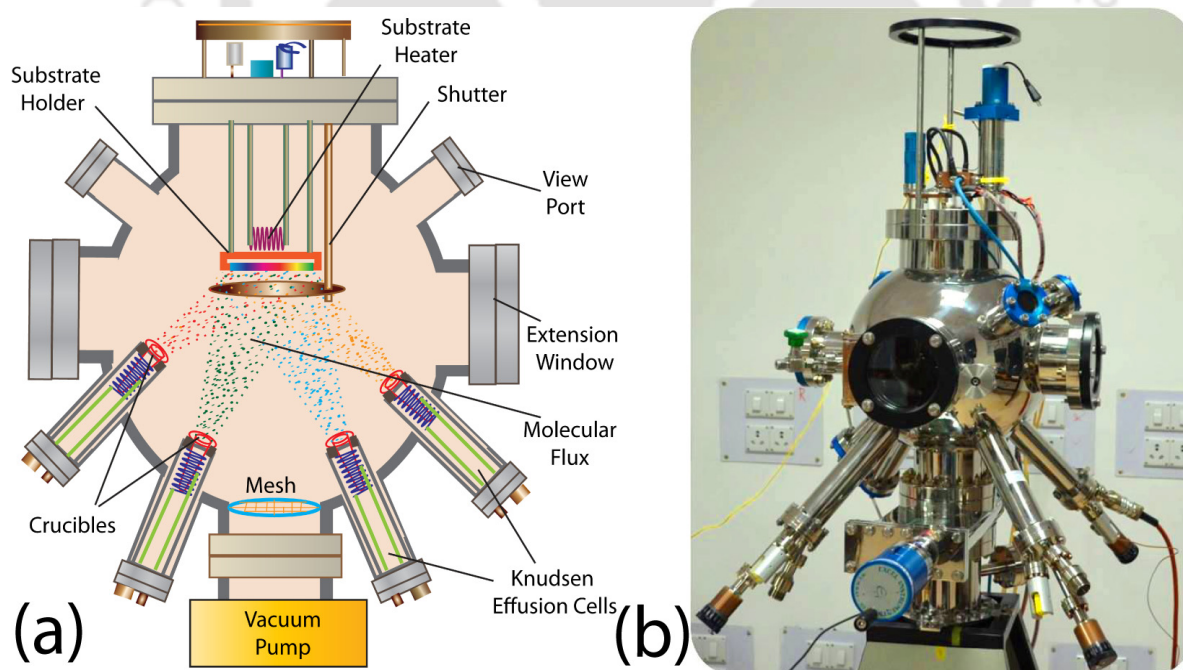 Substrate
Heater
Substrate
Holder
Shutter
View
Port
Extension
Window
Molecular
Flux
Mesh
Crucibles
Knudsen
Effusion Cells
Vacuum
Pump
(a)
(b)